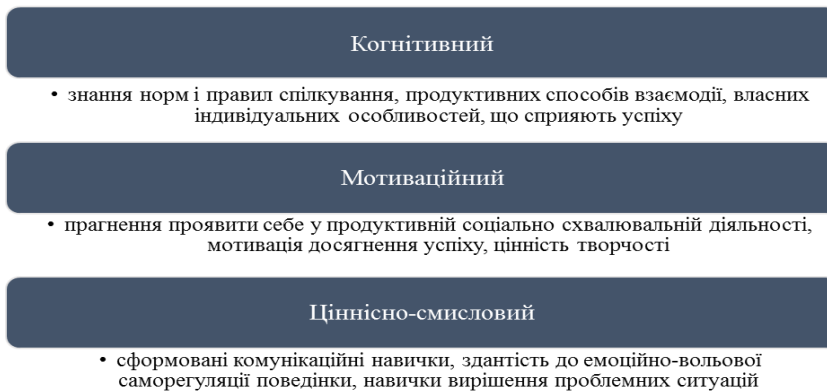 Когнітивний
• знання норм і правил спілкування, продуктивних способів взаємодії, власних
індивідуальних особливостей, що сприяють успіху
Мотиваційний
• прагнення проявити себе у продуктивній соціально схвалювальній діяльності,
мотивація досягнення успіху, цінність творчості
Ціннісно-смисловий
• сформовані комунікаційні навички, здантість до емоційно-вольової
саморегуляції поведінки, навички вирішення проблемних ситуацій